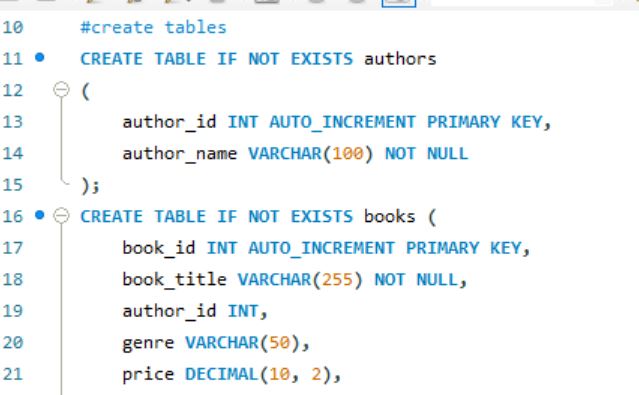 10 #create tables
11 CREATE TABLE IF NOT EXISTS authors
12 (
13 author_id INT AUTO_INCREMENT PRIMARY KEY,
14 author_name VARCHAR(100) NOT NULL
15 );
16 CREATE TABLE IF NOT EXISTS books (
17 book_id INT AUTO_INCREMENT PRIMARY KEY,
18 book_title VARCHAR(255) NOT NULL,
19 author_id INT,
20 genre VARCHAR(50),
21 price DECIMAL(10, 2),